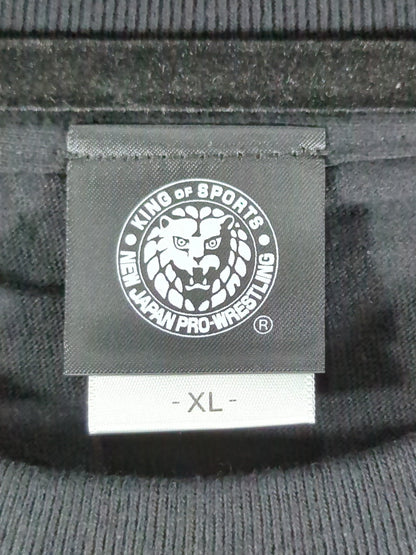 KING OF SPORTS
NEW JAPAN PRO-WRESTLING
®
- XL -